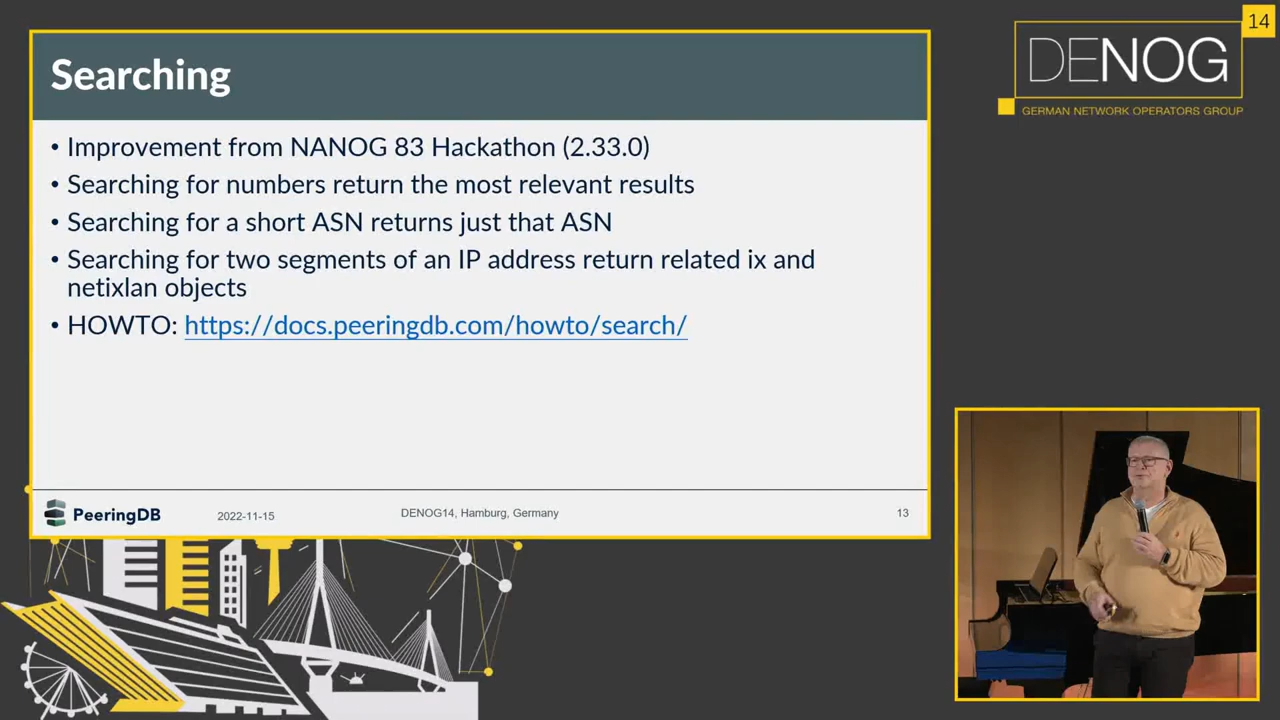 14
DENOG
GERMAN NETWORK OPERATORS GROUP
Searching
• Improvement from NANOG 83 Hackathon (2.33.0)
• Searching for numbers return the most relevant results
• Searching for a short ASN returns just that ASN
• Searching for two segments of an IP address return related ix and
netixlan objects
• HOWTO: https://docs.peeringdb.com/howto/search/
PeeringDB
2022-11-15
DENOG14, Hamburg, Germany
13